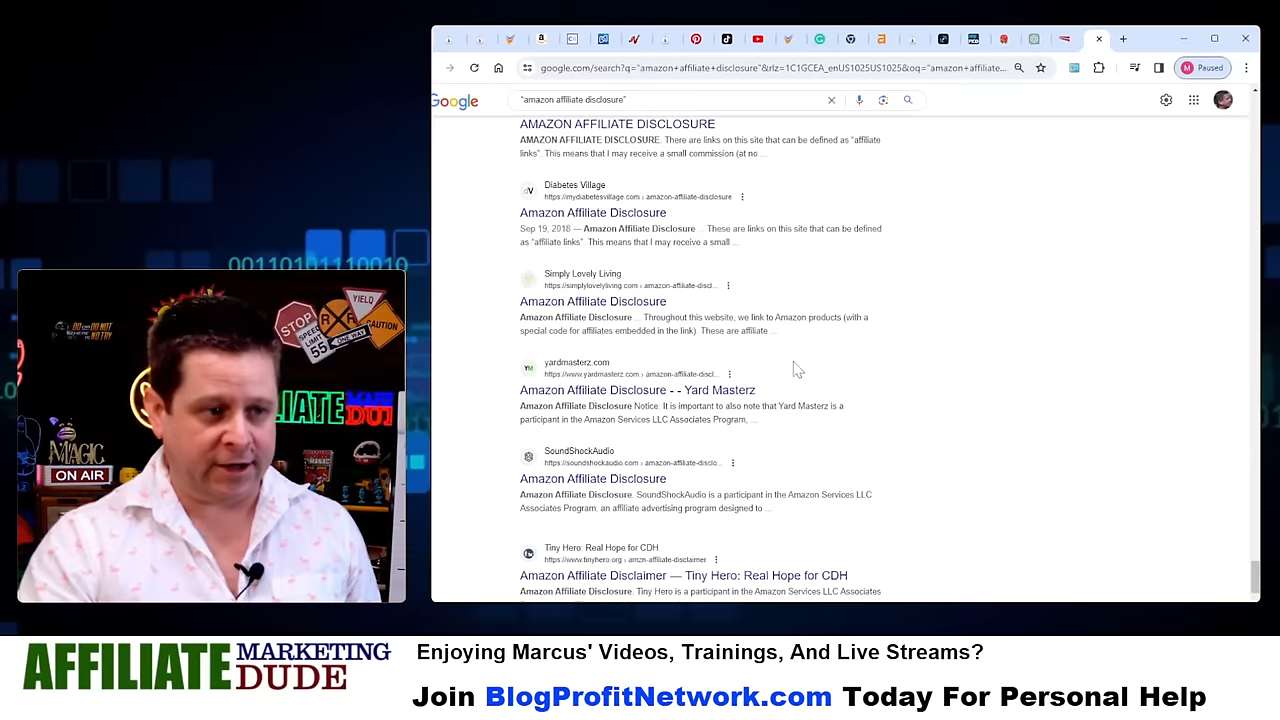 Paused
google.com/search?q="amazon+affiliate+disclosure"&rlz=1C1GCEA_enUS1025US1025&oq="amazon+affiliate...
Google
"amazon affiliate disclosure"
AMAZON AFFILIATE DISCLOSURE
AMAZON AFFILIATE DISCLOSURE. There are links on this site that can be defined as "affiliate
links". This means that I may receive a small commission (at no ...
dV
Diabetes Village
https://mydiabetesvillage.com › amazon-affiliate-disclosure
Amazon Affiliate Disclosure
Sep 19, 2018 — Amazon Affiliate Disclosure ... These are links on this site that can be defined
as "affiliate links". This means that I may receive a small ...
Simply Lovely Living
https://simplylovelyliving.com › amazon-affiliate-discl...
Amazon Affiliate Disclosure
Amazon Affiliate Disclosure ... Throughout this website, we link to Amazon products (with a
special code for affiliates embedded in the link). These are affiliate ...
YM
yardmasterz.com
https://www.yardmasterz.com › amazon-affiliate-discl...
Amazon Affiliate Disclosure - - Yard Masterz
Amazon Affiliate Disclosure Notice. It is important to also note that Yard Masterz is a
participant in the Amazon Services LLC Associates Program, ...
SoundShockAudio
https://soundshockaudio.com › amazon-affiliate-disclo...
Amazon Affiliate Disclosure
Amazon Affiliate Disclosure. SoundShockAudio is a participant in the Amazon Services LLC
Associates Program, an affiliate advertising program designed to ...
Tiny Hero: Real Hope for CDH
https://www.tinyhero.org › amzn-affiliate-disclaimer
Amazon Affiliate Disclaimer — Tiny Hero: Real Hope for CDH
Amazon Affiliate Disclosure. Tiny Hero is a participant in the Amazon Services LLC Associates
00110101110010
DO OR DO NOT
NO TRY
STOP
SPEED
LIMIT
55
YIELD
CAUTION
ONE WAY
MAGIC
ON AIR
AFFILIATE
MARKETING
DUDE
Enjoying Marcus' Videos, Trainings, And Live Streams?
Join BlogProfitNetwork.com Today For Personal Help